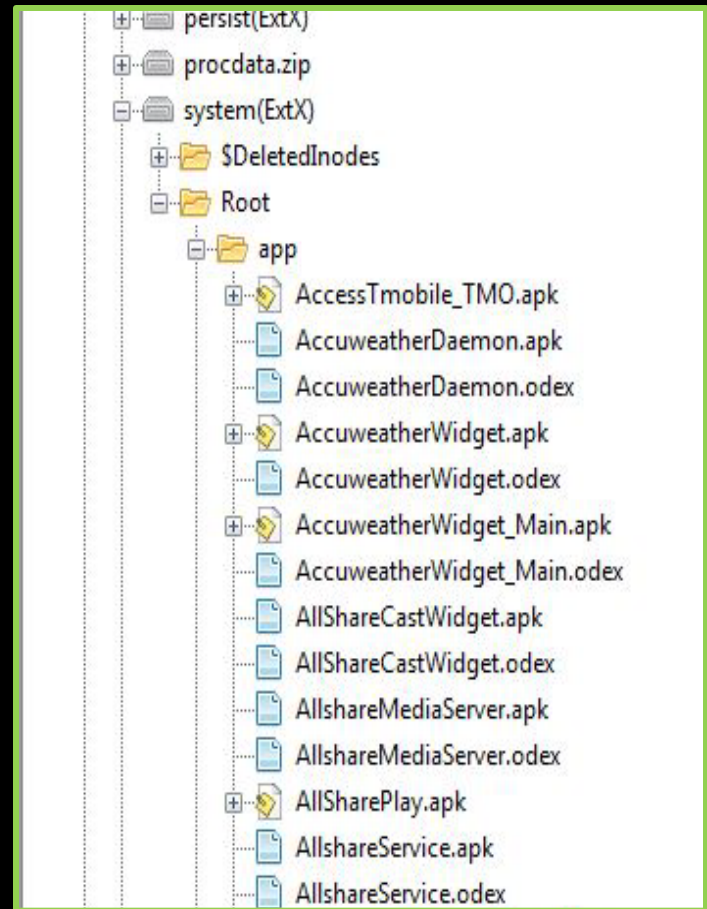 persist(ExtX)
procdata.zip
system(ExtX)
$DeletedInodes
Root
app
AccessTmobile_TMO.apk
AccuweatherDaemon.apk
AccuweatherDaemon.odex
AccuweatherWidget.apk
AccuweatherWidget.odex
AccuweatherWidget_Main.apk
AccuweatherWidget_Main.odex
AllShareCastWidget.apk
AllShareCastWidget.odex
AllshareMediaServer.apk
AllshareMediaServer.odex
AllSharePlay.apk
AllshareService.apk
AllshareService.odex